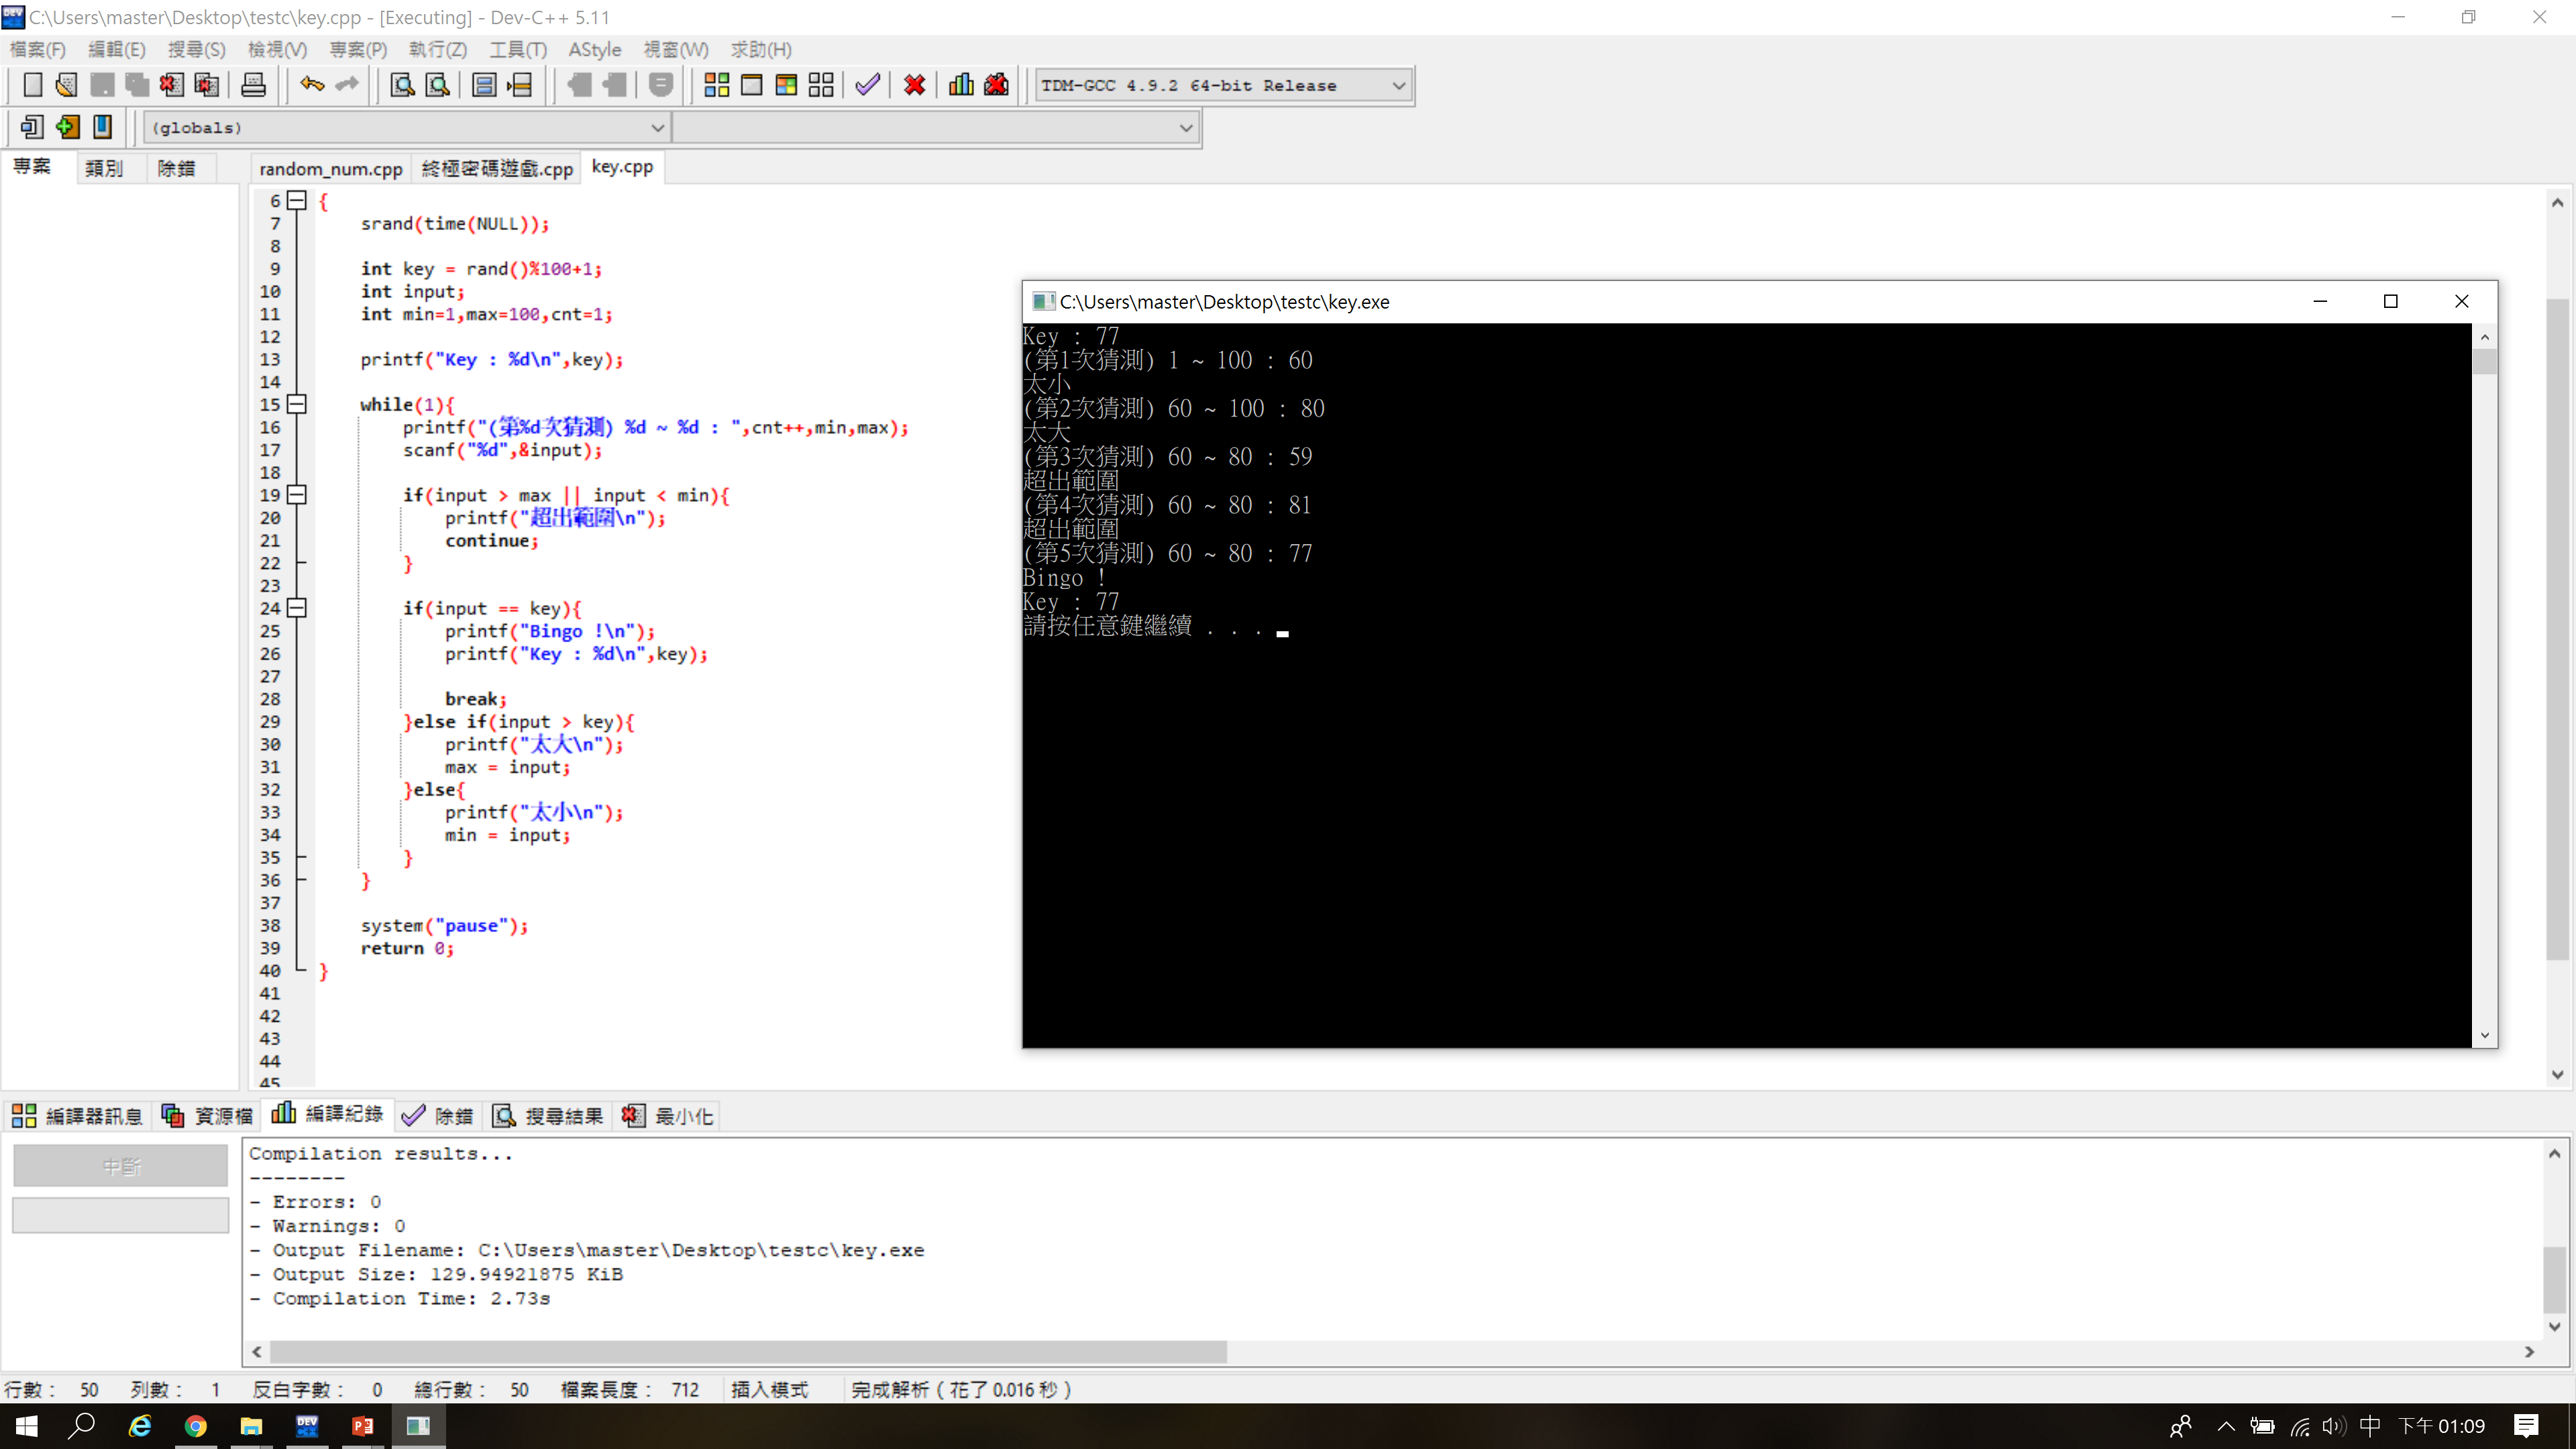 C:\Users\master\Desktop\testc\key.cpp - [Executing] - Dev-C++ 5.11
檔案(F) 編輯(E) 搜尋(S) 檢視(V) 專案(P) 執行(Z) 工具(T) AStyle 視窗(W) 求助(H)
TDM-GCC 4.9.2 64-bit Release
(globals)
專案 類別 除錯 random_num.cpp 終極密碼遊戲.cpp key.cpp
6 {
7 srand(time(NULL));
8
9 int key = rand()%100+1;
10 int input;
11 int min=1,max=100,cnt=1;
12
13 printf("Key : %d\n",key);
14
15 while(1){
16 printf("(第%d次猜測) %d ~ %d : ",cnt++,min,max);
17 scanf("%d",&input);
18
19 if(input > max || input < min){
20 printf("超出範圍\n");
21 continue;
22 }
23
24 if(input == key){
25 printf("Bingo !\n");
26 printf("Key : %d\n",key);
27
28 break;
29 }else if(input > key){
30 printf("太大\n");
31 max = input;
32 }else{
33 printf("太小\n");
34 min = input;
35 }
36 }
37
38 system("pause");
39 return 0;
40 }
41
42
43
44
45
C:\Users\master\Desktop\testc\key.exe
Key : 77
(第1次猜測) 1 ~ 100 : 60
太小
(第2次猜測) 60 ~ 100 : 80
太大
(第3次猜測) 60 ~ 80 : 59
超出範圍
(第4次猜測) 60 ~ 80 : 81
超出範圍
(第5次猜測) 60 ~ 80 : 77
Bingo !
Key : 77
請按任意鍵繼續 . . .
編譯器訊息 資源檔 編譯紀錄 除錯 搜尋結果 最小化
中斷
Compilation results...
--------
- Errors: 0
- Warnings: 0
- Output Filename: C:\Users\master\Desktop\testc\key.exe
- Output Size: 129.94921875 KiB
- Compilation Time: 2.73s
行數： 50 列數： 1 反白字數： 0 總行數： 50 檔案長度： 712 插入模式 完成解析 ( 花了 0.016 秒 )
中 下午 01:09